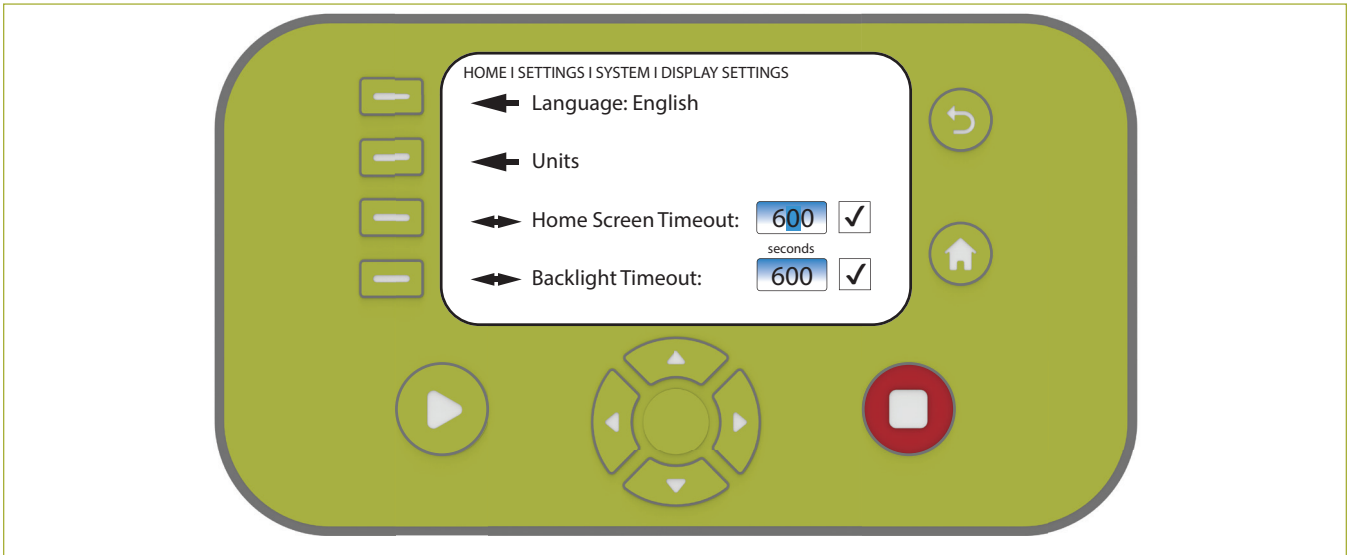 HOME I SETTINGS I SYSTEM I DISPLAY SETTINGS
Language: English
Units
Home Screen Timeout: 600
seconds
Backlight Timeout: 600